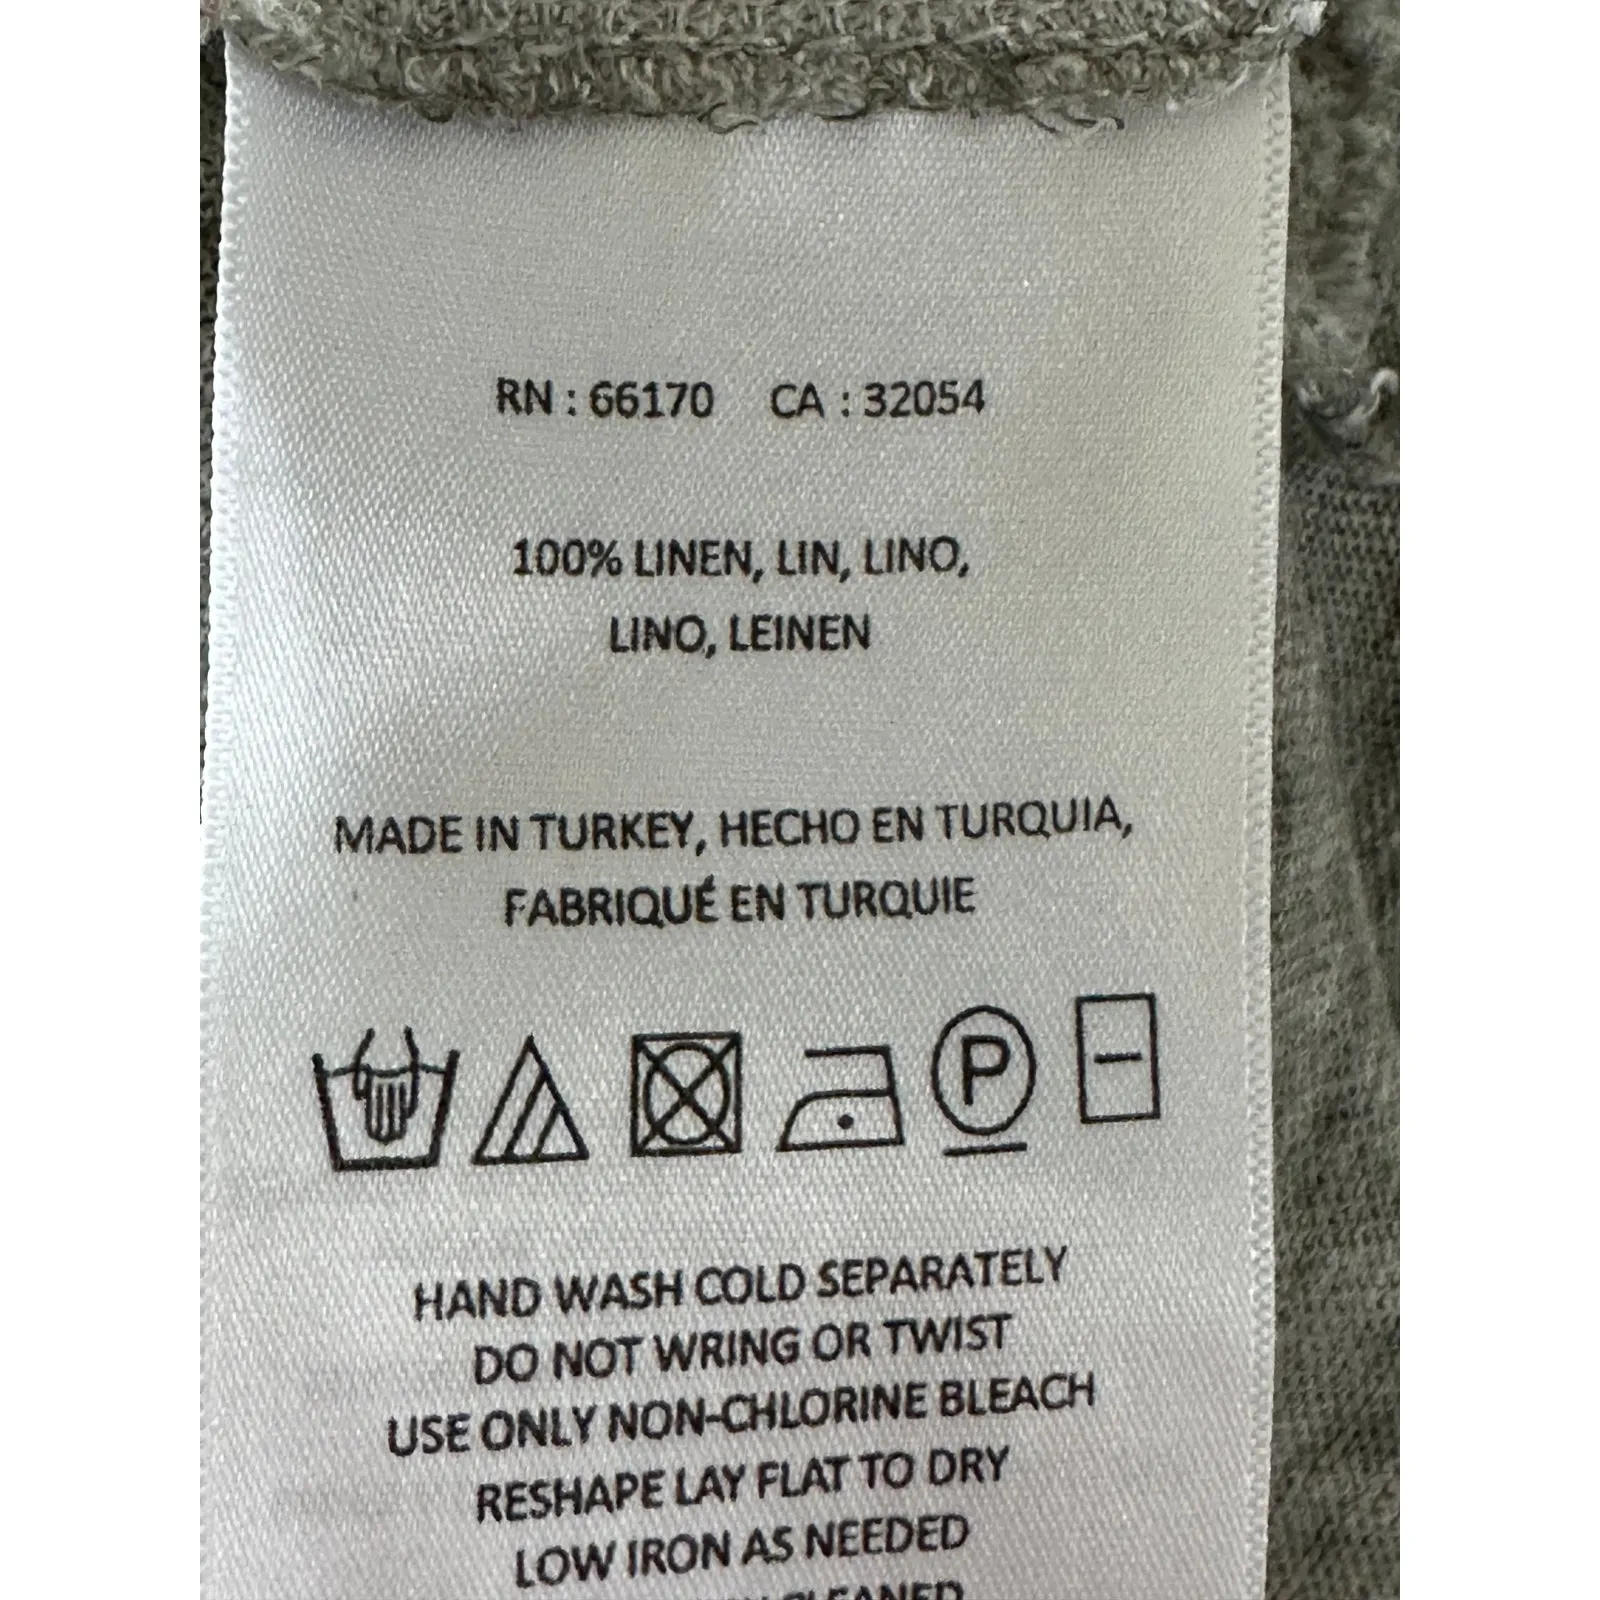 RN : 66170 CA : 32054
100% LINEN, LIN, LINO,
LINO, LEINEN
MADE IN TURKEY, HECHO EN TURQUIA,
FABRIQUÉ EN TURQUIE
P
HAND WASH COLD SEPARATELY
DO NOT WRING OR TWIST
USE ONLY NON-CHLORINE BLEACH
RESHAPE LAY FLAT TO DRY
LOW IRON AS NEEDED
CLEANED